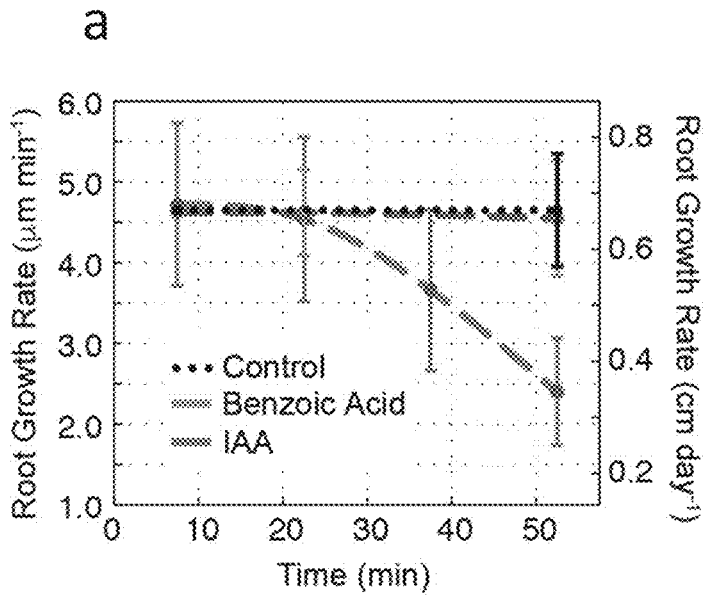 a
Root Growth Rate (μm min⁻¹)
6.0
5.0
4.0
3.0
2.0
1.0
0.8
0.6
0.4
0.2
Root Growth Rate (cm day⁻¹)
Control
Benzoic Acid
IAA
0 10 20 30 40 50
Time (min)